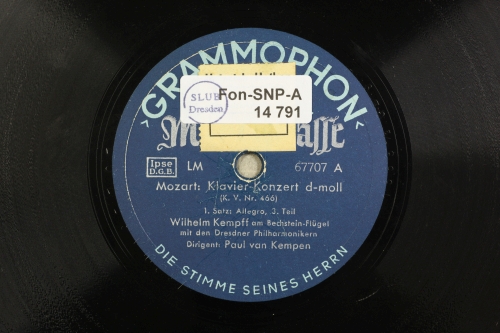 GRAMMOPHON
SLUB
Dresden
Fon-SNP-A
14 791
Ipse
D.G.B.
LM
67707 A
Mozart: Klavier-Konzert d-moll
(K. V. Nr. 466)
1. Satz: Allegro, 3. Teil
Wilhelm Kempff am Bechstein-Flügel
mit den Dresdner Philharmonikern
Dirigent: Paul van Kempen
DIE STIMME SEINES HERRN